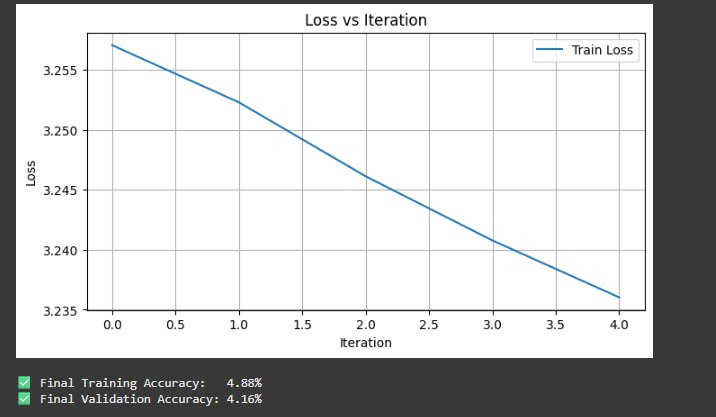 Loss vs Iteration
Train Loss
3.255
3.250
3.245
3.240
3.235
Loss
0.0 0.5 1.0 1.5 2.0 2.5 3.0 3.5 4.0
Iteration
✅ Final Training Accuracy: 4.88%
✅ Final Validation Accuracy: 4.16%